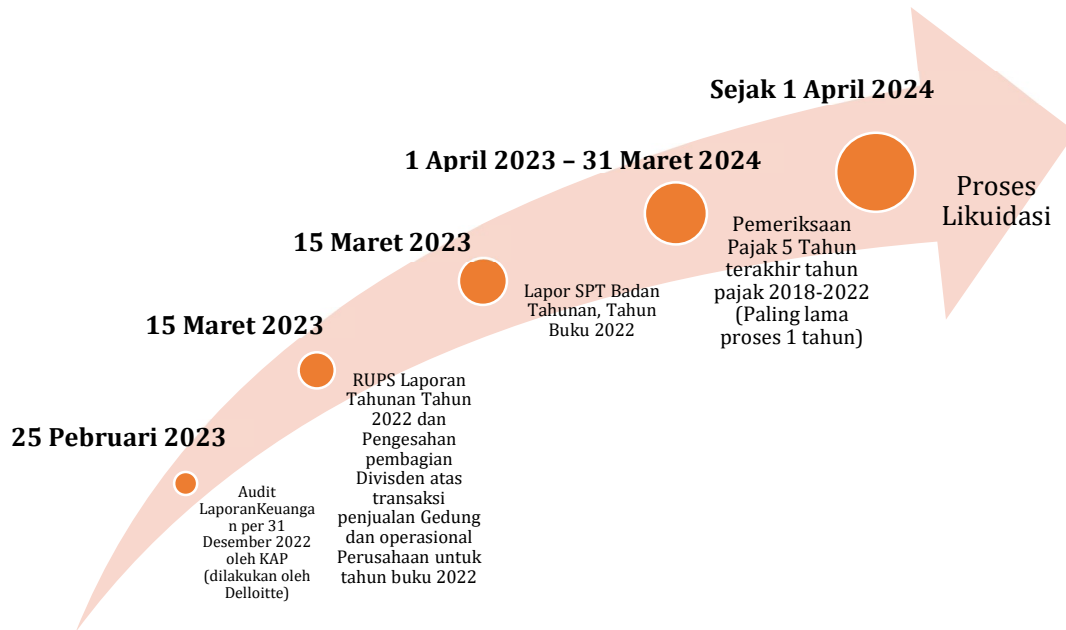 25 Pebruari 2023
Audit
LaporanKeuanga
n per 31
Desember 2022
oleh KAP
(dilakukan oleh
Delloitte)
15 Maret 2023
RUPS Laporan
Tahunan Tahun
2022 dan
Pengesahan
pembagian
Divisden atas
transaksi
penjualan Gedung
dan operasional
Perusahaan untuk
tahun buku 2022
15 Maret 2023
Lapor SPT Badan
Tahunan, Tahun
Buku 2022
1 April 2023 – 31 Maret 2024
Pemeriksaan
Pajak 5 Tahun
terakhir tahun
pajak 2018-2022
(Paling lama
proses 1 tahun)
Sejak 1 April 2024
Proses
Likuidasi